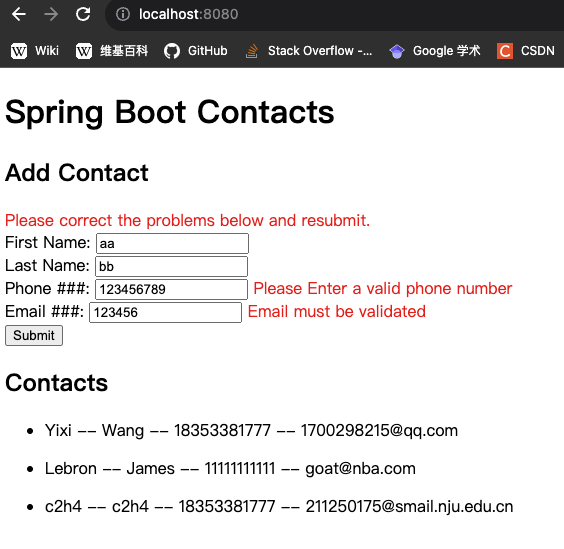 localhost:8080
Wiki 维基百科 GitHub Stack Overflow -... Google 学术 CSDN
Spring Boot Contacts
Add Contact
Please correct the problems below and resubmit.
First Name: aa
Last Name: bb
Phone ###: 123456789 Please Enter a valid phone number
Email ###: 123456 Email must be validated
Submit
Contacts
• Yixi -- Wang -- 18353381777 -- 1700298215@qq.com
• Lebron -- James -- 11111111111 -- goat@nba.com
• c2h4 -- c2h4 -- 18353381777 -- 211250175@smail.nju.edu.cn